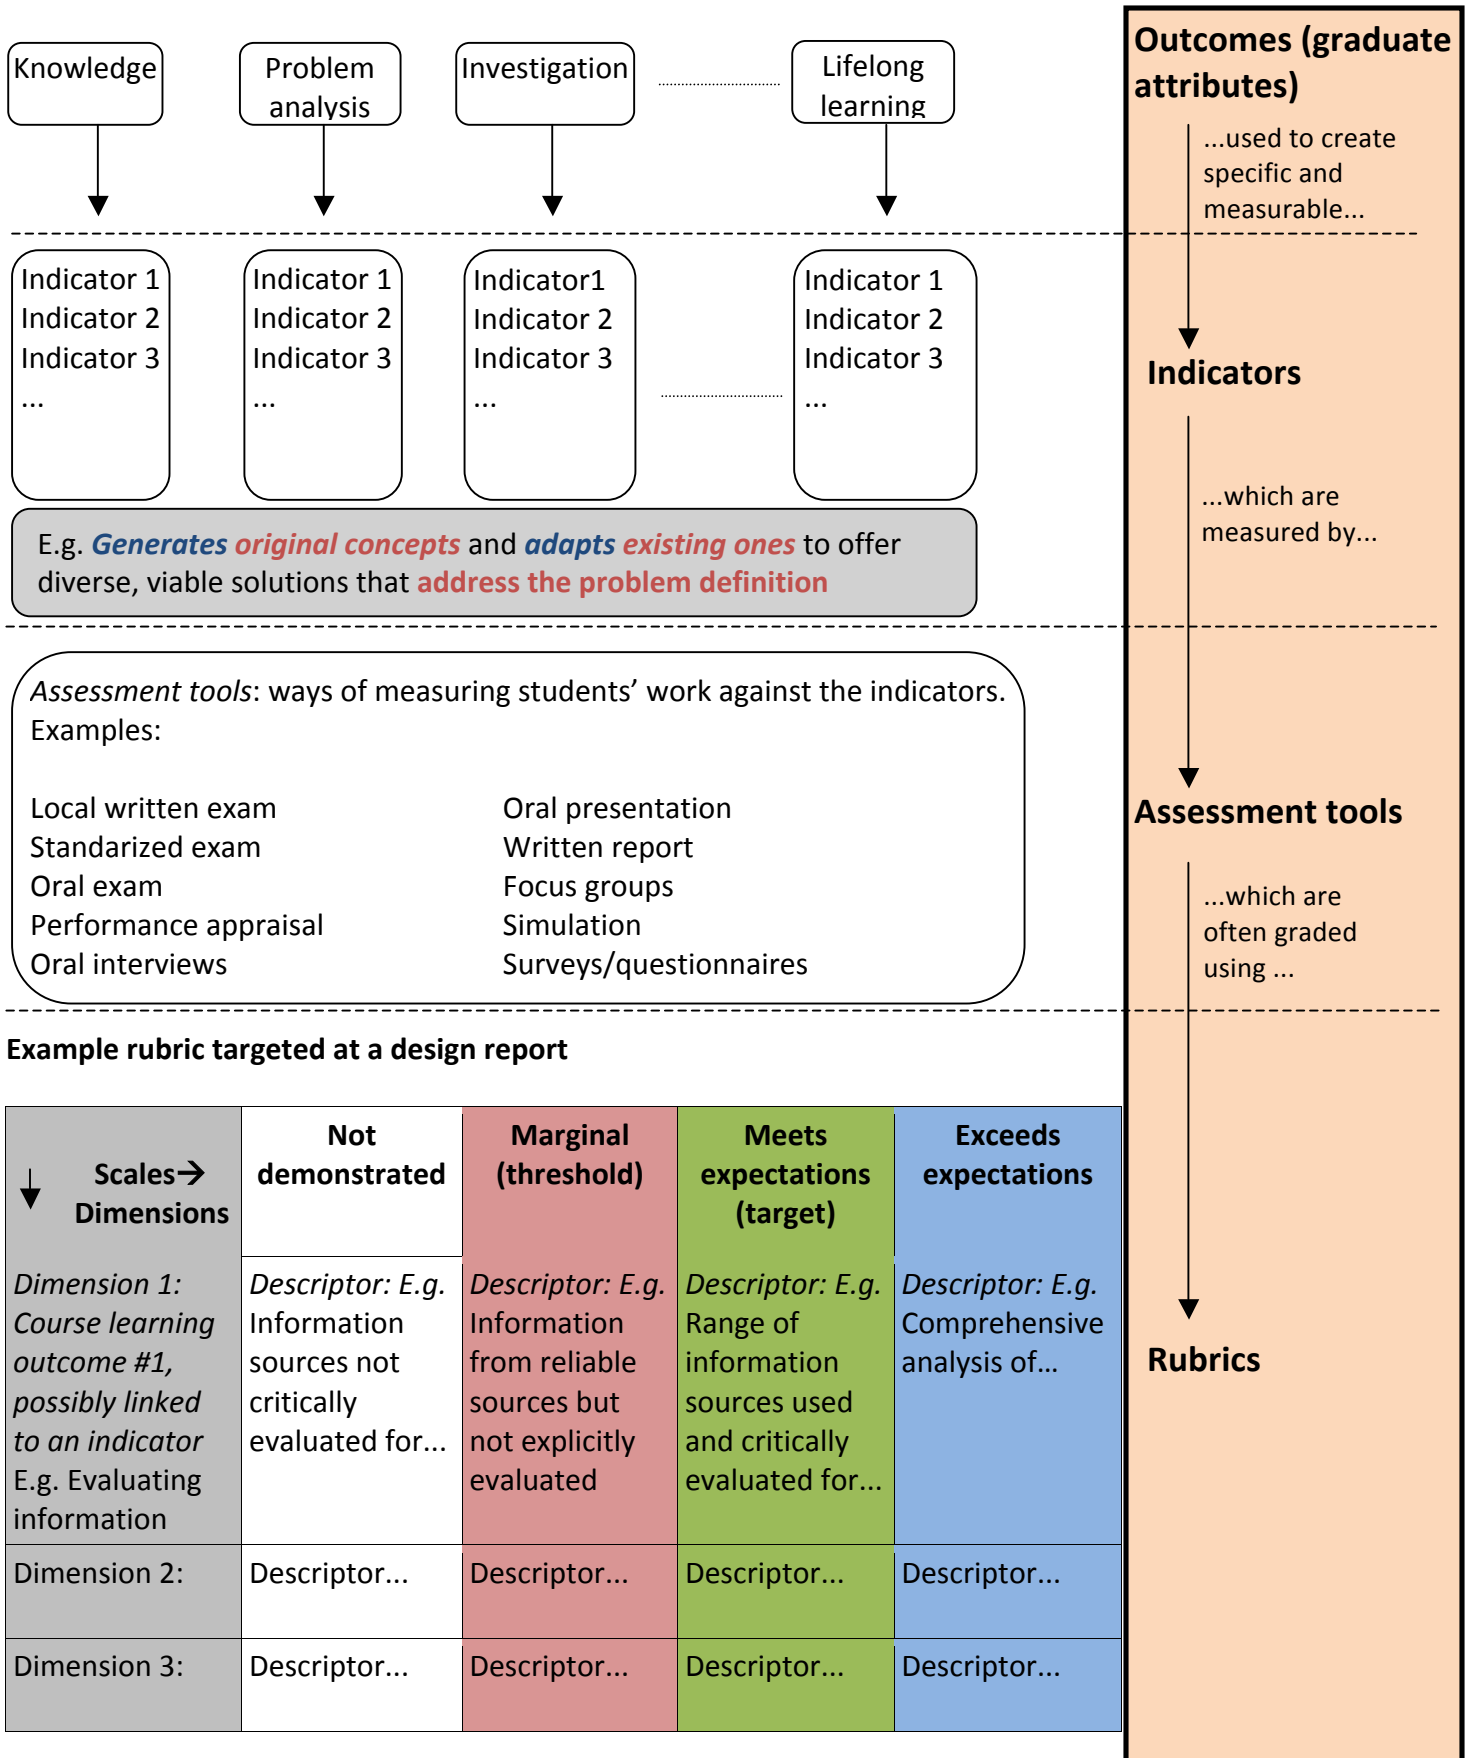 Knowledge
Problem
analysis
Investigation
Lifelong
learning
Outcomes (graduate
attributes)
...used to create
specific and
measurable...
Indicator 1
Indicator 2
Indicator 3
...
Indicator 1
Indicator 2
Indicator 3
...
Indicator1
Indicator 2
Indicator 3
...
Indicator 1
Indicator 2
Indicator 3
...
Indicators
...which are
measured by...
E.g. Generates original concepts and adapts existing ones to offer
diverse, viable solutions that address the problem definition
Assessment tools: ways of measuring students’ work against the indicators.
Examples:
Local written exam
Standarized exam
Oral exam
Performance appraisal
Oral interviews
Oral presentation
Written report
Focus groups
Simulation
Surveys/questionnaires
Assessment tools
...which are
often graded
using ...
Example rubric targeted at a design report
Scales→
Dimensions
Not
demonstrated
Marginal
(threshold)
Meets
expectations
(target)
Exceeds
expectations
Dimension 1:
Course learning
outcome #1,
possibly linked
to an indicator
E.g. Evaluating
information
Descriptor: E.g.
Information
sources not
critically
evaluated for...
Descriptor: E.g.
Information
from reliable
sources but
not explicitly
evaluated
Descriptor: E.g.
Range of
information
sources used
and critically
evaluated for...
Descriptor: E.g.
Comprehensive
analysis of…
Rubrics
Dimension 2:
Descriptor...
Descriptor...
Descriptor...
Descriptor...
Dimension 3:
Descriptor...
Descriptor...
Descriptor...
Descriptor...